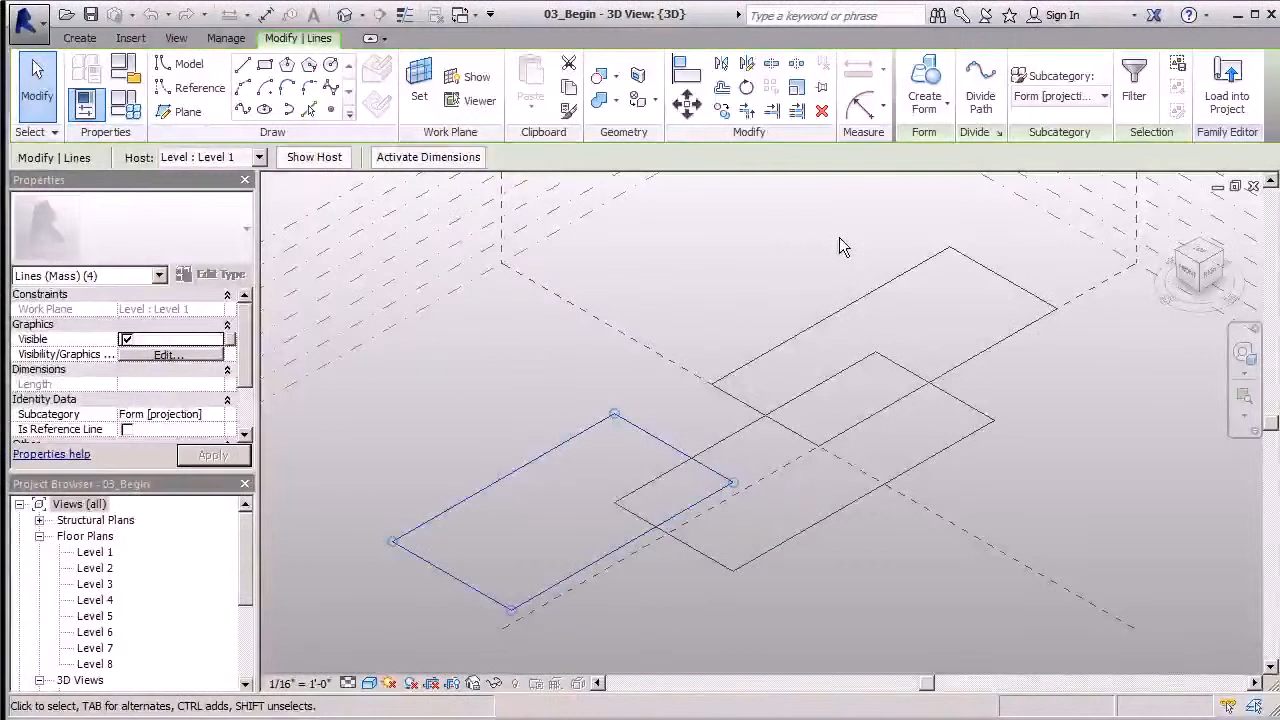 03_Begin - 3D View: {3D}
Type a keyword or phrase
Sign In
Create
Insert
View
Manage
Modify | Lines
Modify
Model
Reference
Plane
Set
Show
Viewer
Paste
Create
Form
Divide
Path
Subcategory:
Form [projecti...
Filter
Load into
Project
Select
Properties
Draw
Work Plane
Clipboard
Geometry
Modify
Measure
Form
Divide
Subcategory
Selection
Family Editor
Modify | Lines
Host:
Level : Level 1
Show Host
Activate Dimensions
Properties
Lines (Mass) (4)
Edit Type
Constraints
Work Plane
Level : Level 1
Graphics
Visible
Visibility/Graphics ...
Edit...
Dimensions
Length
Identity Data
Subcategory
Form [projection]
Is Reference Line
Properties help
Apply
Project Browser - 03_Begin
Views (all)
Structural Plans
Floor Plans
Level 1
Level 2
Level 3
Level 4
Level 5
Level 6
Level 7
Level 8
3D Views
1/16" = 1'-0"
Click to select, TAB for alternates, CTRL adds, SHIFT unselects.